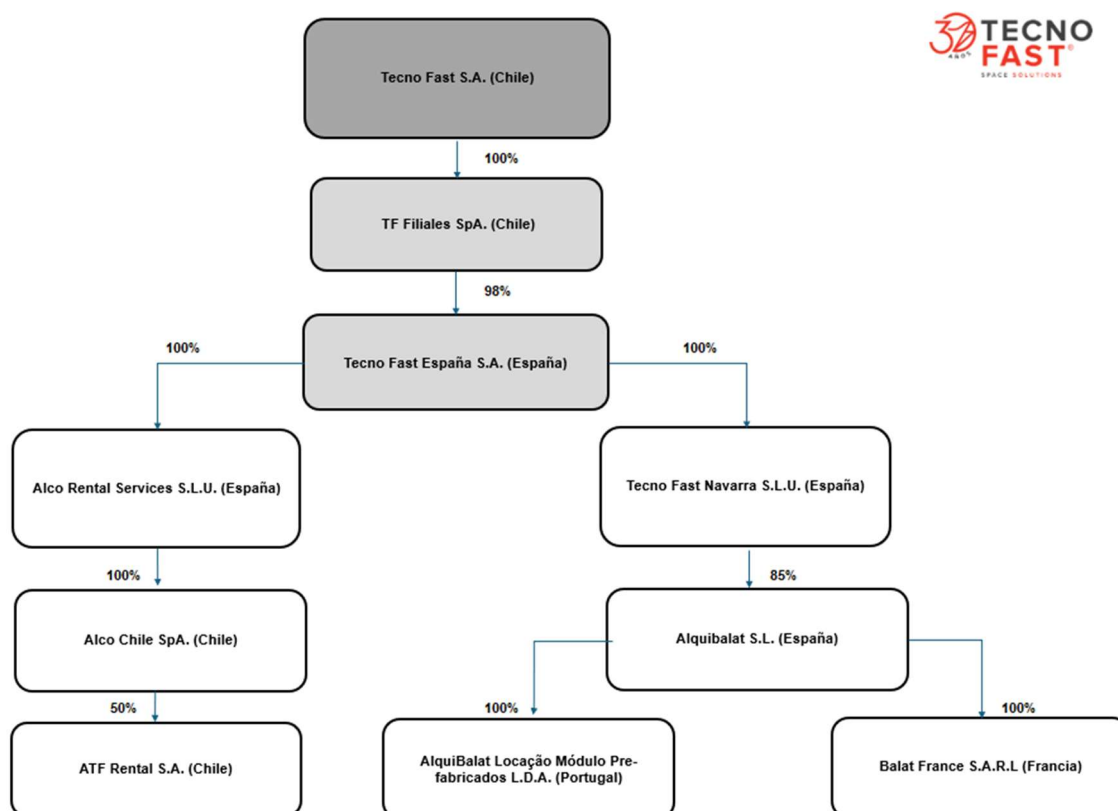 30 AÑOS TECNO
FAST®
SPACE SOLUTIONS
Tecno Fast S.A. (Chile)
100%
TF Filiales SpA. (Chile)
98%
Tecno Fast España S.A. (España)
100%
100%
Alco Rental Services S.L.U. (España)
Tecno Fast Navarra S.L.U. (España)
100%
85%
Alco Chile SpA. (Chile)
Alquibalat S.L. (España)
50%
100%
100%
ATF Rental S.A. (Chile)
AlquiBalat Locação Módulo Pre-
fabricados L.D.A. (Portugal)
Balat France S.A.R.L (Francia)